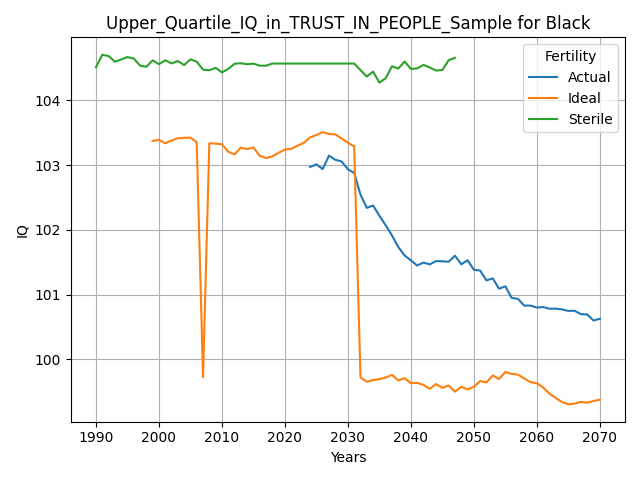 Upper_Quartile_IQ_in_TRUST_IN_PEOPLE_Sample for Black
Fertility
Actual
Ideal
Sterile
IQ
104
103
102
101
100
1990 2000 2010 2020 2030 2040 2050 2060 2070
Years